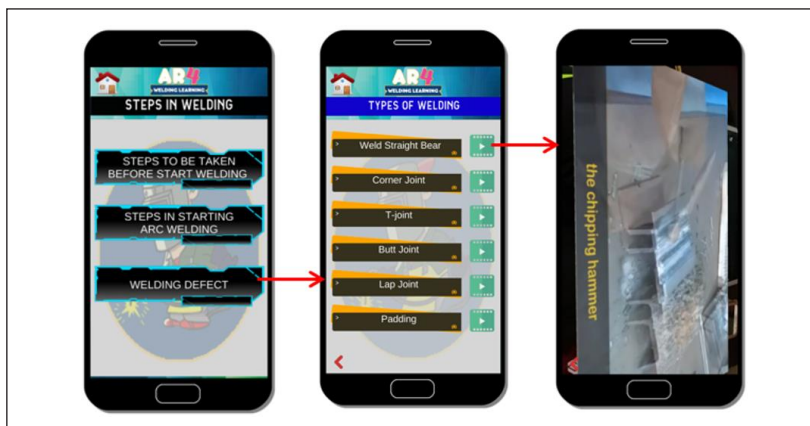 AR4
WELDING LEARNING
STEPS IN WELDING
STEPS TO BE TAKEN
BEFORE START WELDING
STEPS IN STARTING
ARC WELDING
WELDING DEFECT
AR4
WELDING LEARNING
TYPES OF WELDING
Weld Straight Bear
Corner Joint
T-joint
Butt Joint
Lap Joint
Padding
the chipping hammer